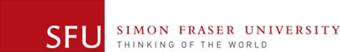 SFU
SIMON FRASER UNIVERSITY
THINKING OF THE WORLD